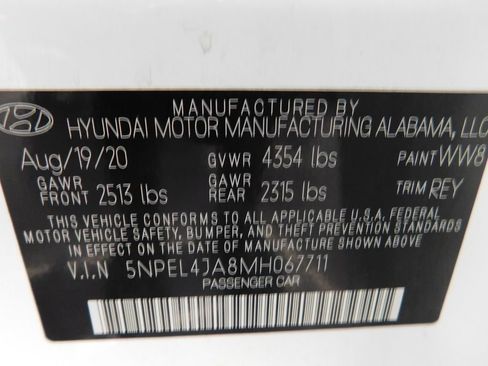 MANUFACTURED BY
HYUNDAI MOTOR MANUFACTURING ALABAMA, LLC
Aug/19/20 GVWR 4354 lbs PAINT WW8
GAWR FRONT 2513 lbs GAWR REAR 2315 lbs TRIM REY
THIS VEHICLE CONFORMS TO ALL APPLICABLE U.S.A. FEDERAL
MOTOR VEHICLE SAFETY, BUMPER, AND THEFT PREVENTION
STANDARDS IN EFFECT ON THE DATE OF MANUFACTURE SHOWN ABOVE.
V.I.N 5NPEL4JA8MH067711
PASSENGER CAR